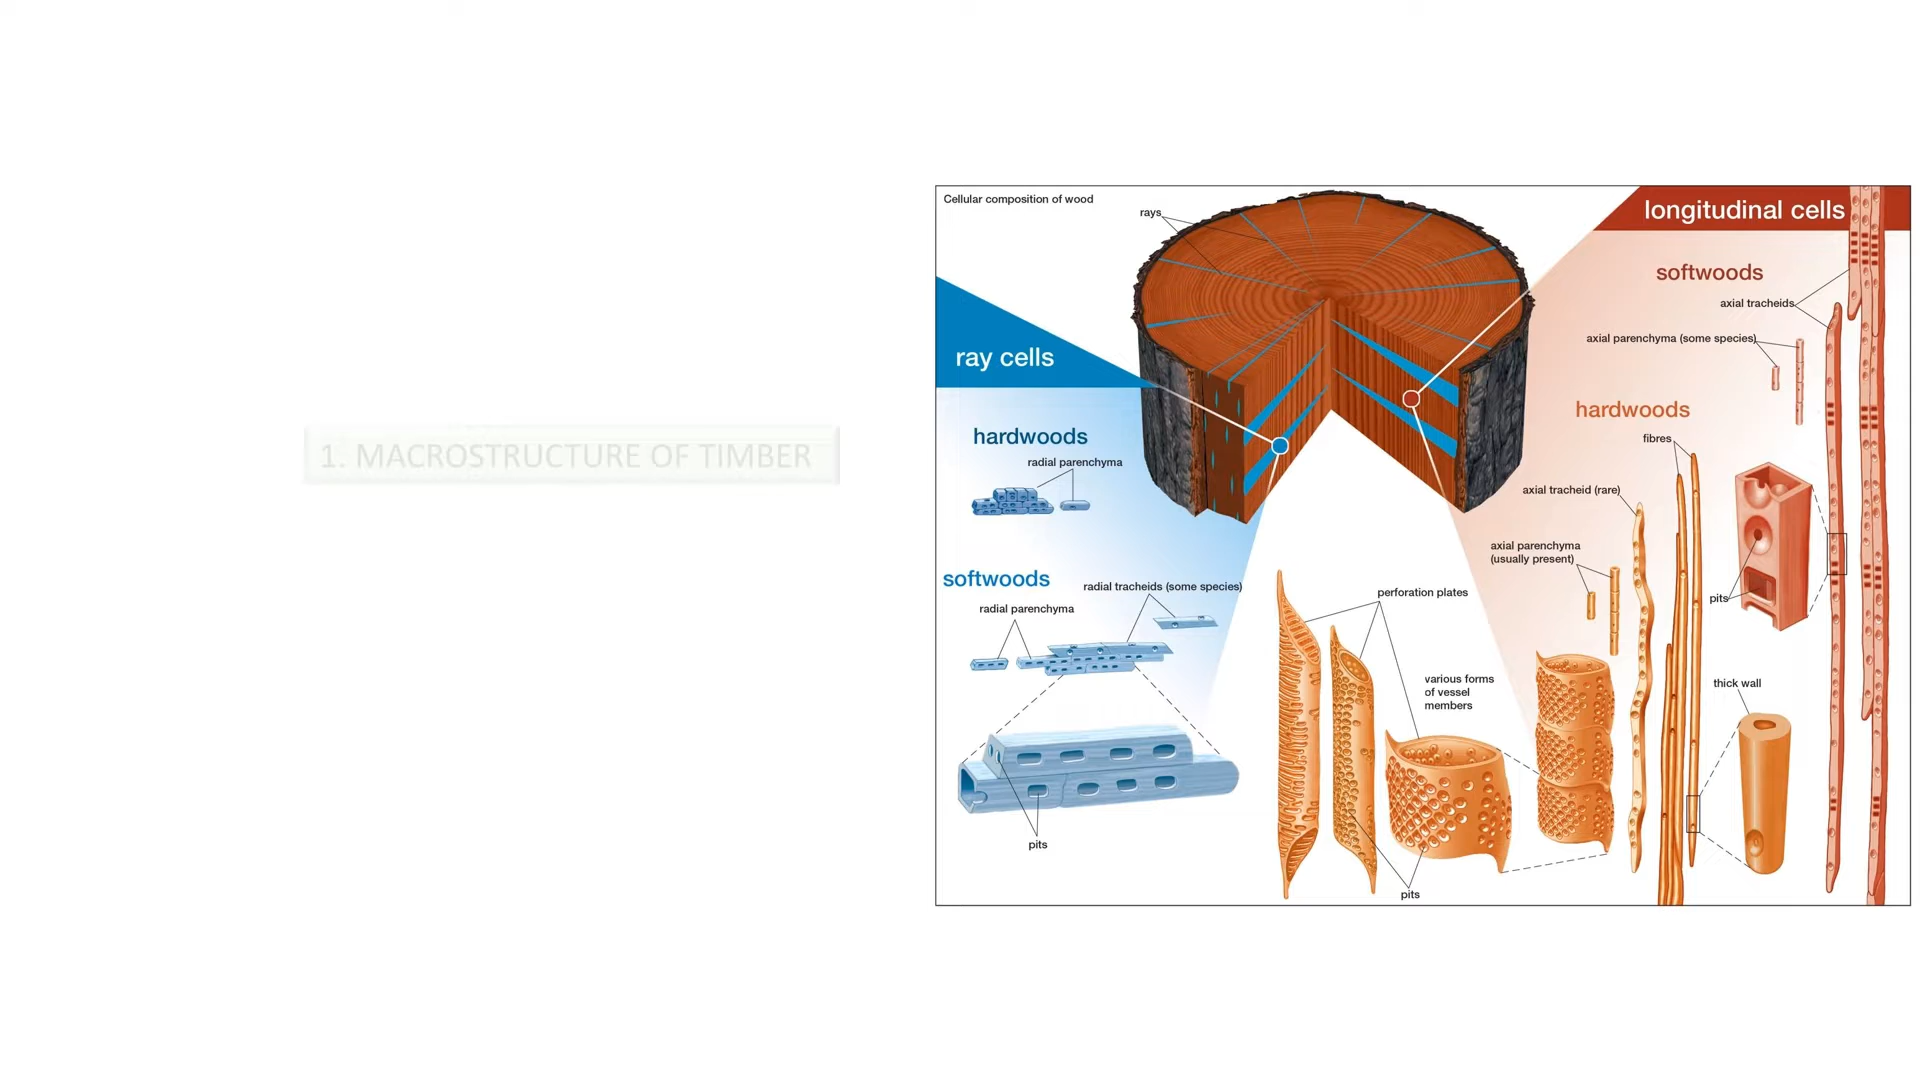 1. MACROSTRUCTURE OF TIMBER
Cellular composition of wood
rays
ray cells
hardwoods
radial parenchyma
softwoods
radial parenchyma
radial tracheids (some species)
pits
longitudinal cells
softwoods
axial tracheids
axial parenchyma (some species)
hardwoods
fibres
axial tracheid (rare)
axial parenchyma
(usually present)
pits
perforation plates
various forms
of vessel
members
thick wall
pits